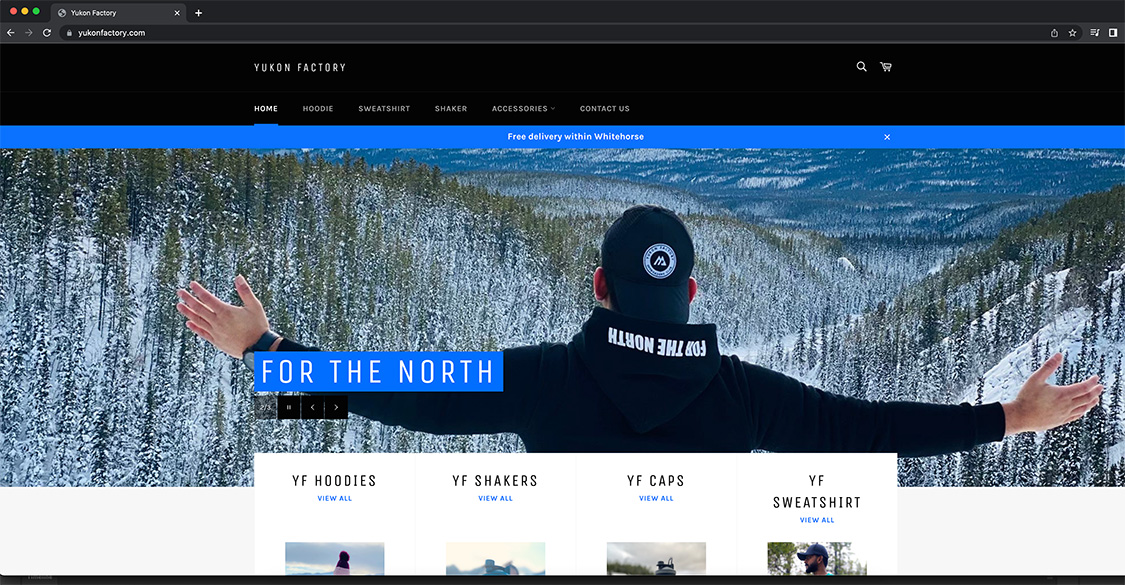 Yukon Factory
yukonfactory.com
YUKON FACTORY
HOME HOODIE SWEATSHIRT SHAKER ACCESSORIES CONTACT US
Free delivery within Whitehorse
FOR THE NORTH
FOR THE NORTH
2/3
YF HOODIES
VIEW ALL
YF SHAKERS
VIEW ALL
YF CAPS
VIEW ALL
YF
SWEATSHIRT
VIEW ALL